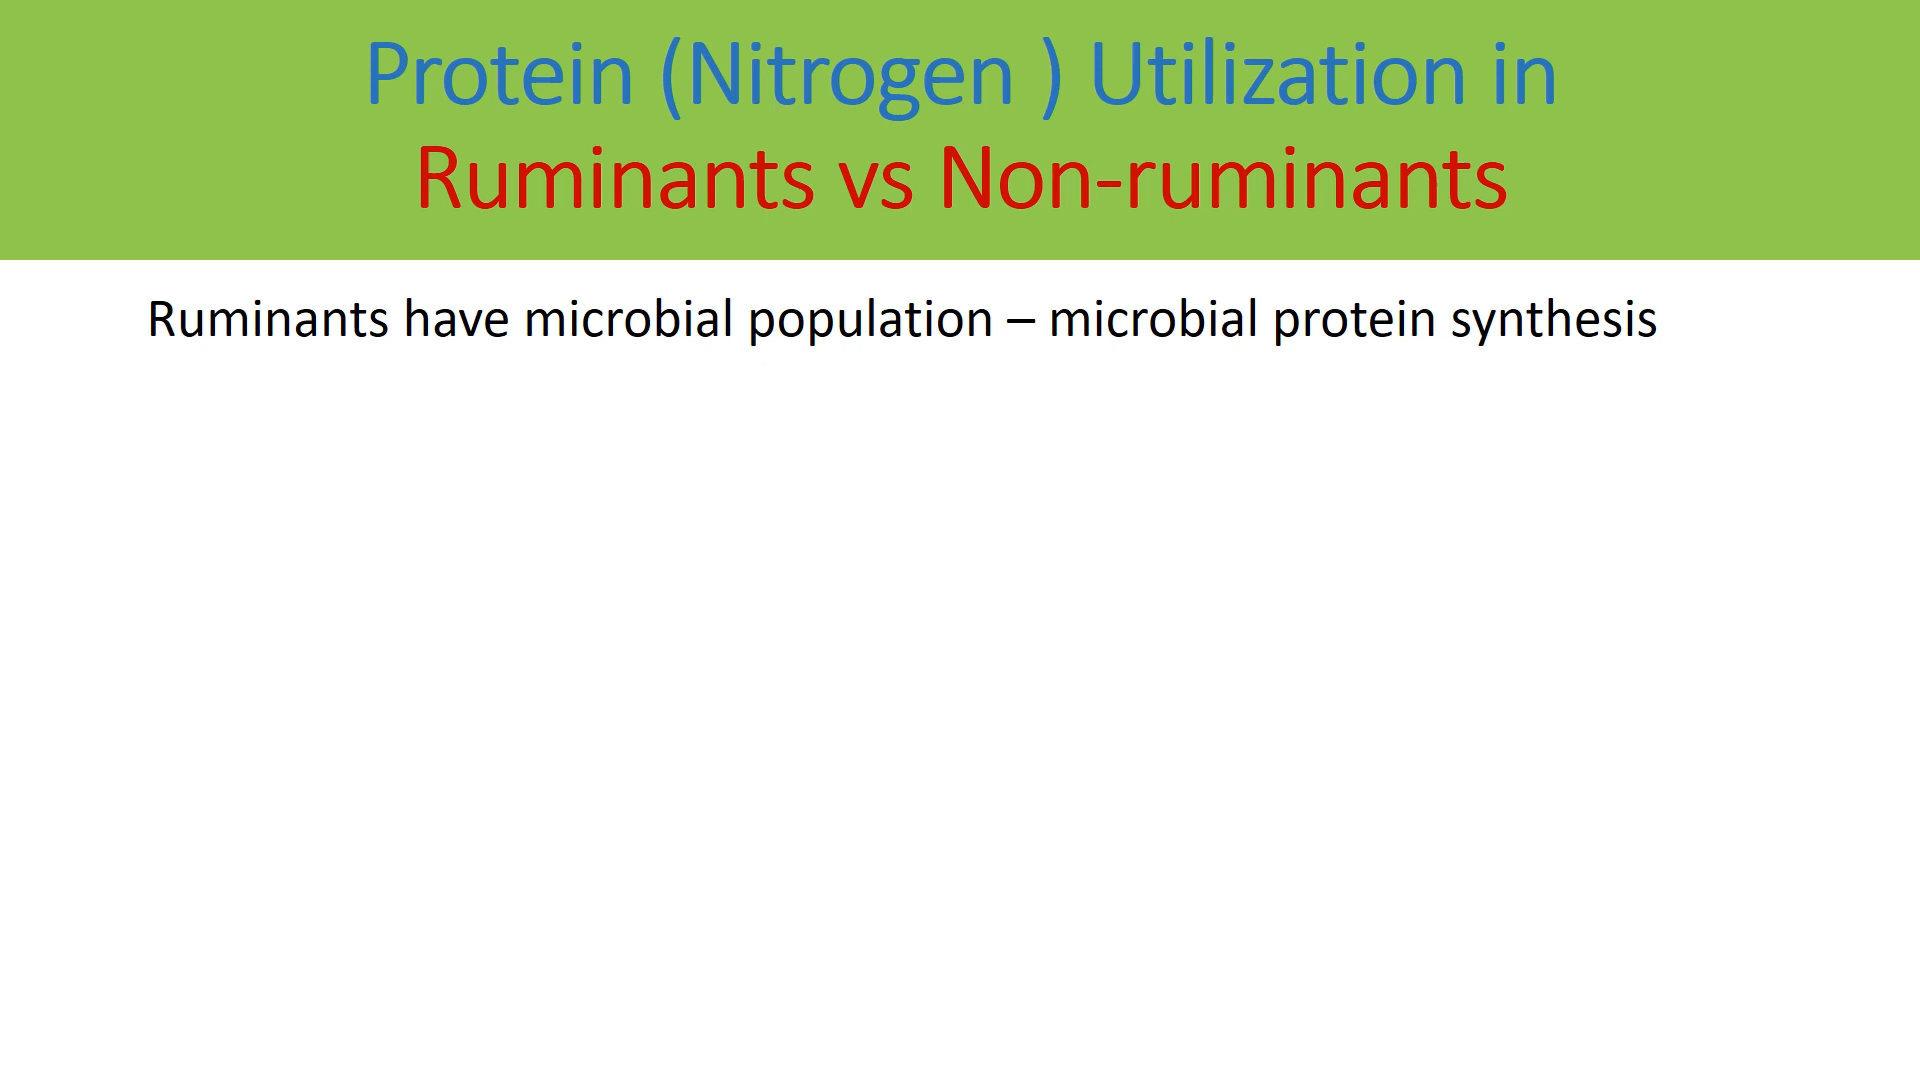 Protein (Nitrogen ) Utilization in
Ruminants vs Non-ruminants
Ruminants have microbial population – microbial protein synthesis